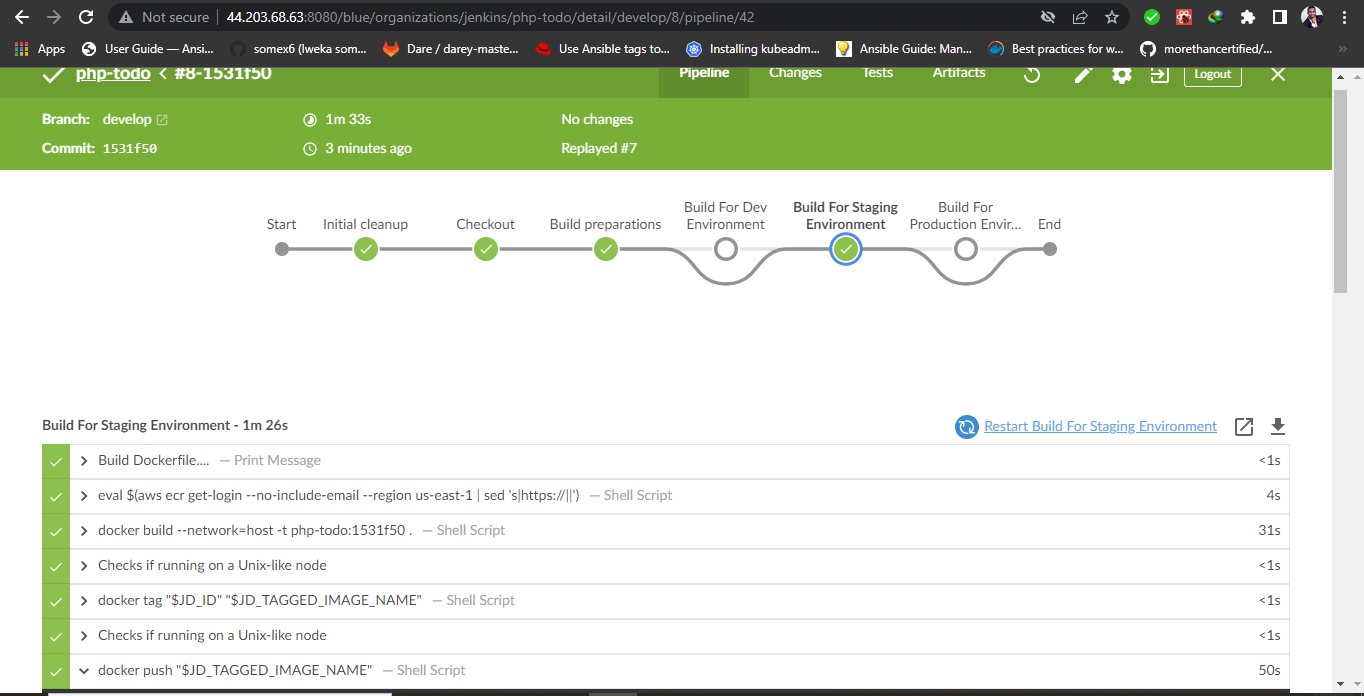 Not secure | 44.203.68.63:8080/blue/organizations/jenkins/php-todo/detail/develop/8/pipeline/42
Apps User Guide — Ansi... somex6 (Iweka som... Dare / darey-maste... Use Ansible tags to... Installing kubeadm... Ansible Guide: Man... Best practices for w... morethancertified/... »
php-todo < #8-1531f50 Pipeline Changes Tests Artifacts Logout
Branch: develop 1m 33s No changes
Commit: 1531f50 3 minutes ago Replayed #7
Start Initial cleanup Checkout Build preparations Build For Dev Environment Build For Staging Environment Build For Production Envir... End
Build For Staging Environment - 1m 26s Restart Build For Staging Environment
Build Dockerfile.... — Print Message <1s
eval $(aws ecr get-login --no-include-email --region us-east-1 | sed 's|https://||') — Shell Script 4s
docker build --network=host -t php-todo:1531f50 . — Shell Script 31s
Checks if running on a Unix-like node <1s
docker tag "$JD_ID" "$JD_TAGGED_IMAGE_NAME" — Shell Script <1s
Checks if running on a Unix-like node <1s
docker push "$JD_TAGGED_IMAGE_NAME" — Shell Script 50s